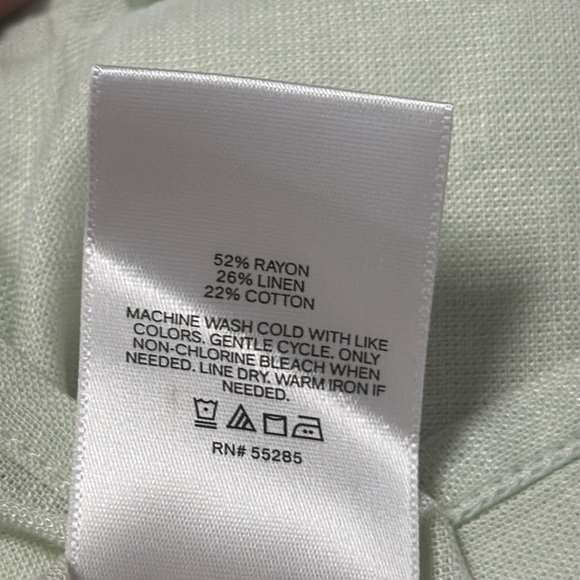 52% RAYON
26% LINEN
22% COTTON
MACHINE WASH COLD WITH LIKE
COLORS. GENTLE CYCLE. ONLY
NON-CHLORINE BLEACH WHEN
NEEDED. LINE DRY. WARM IRON IF
NEEDED.
RN# 55285